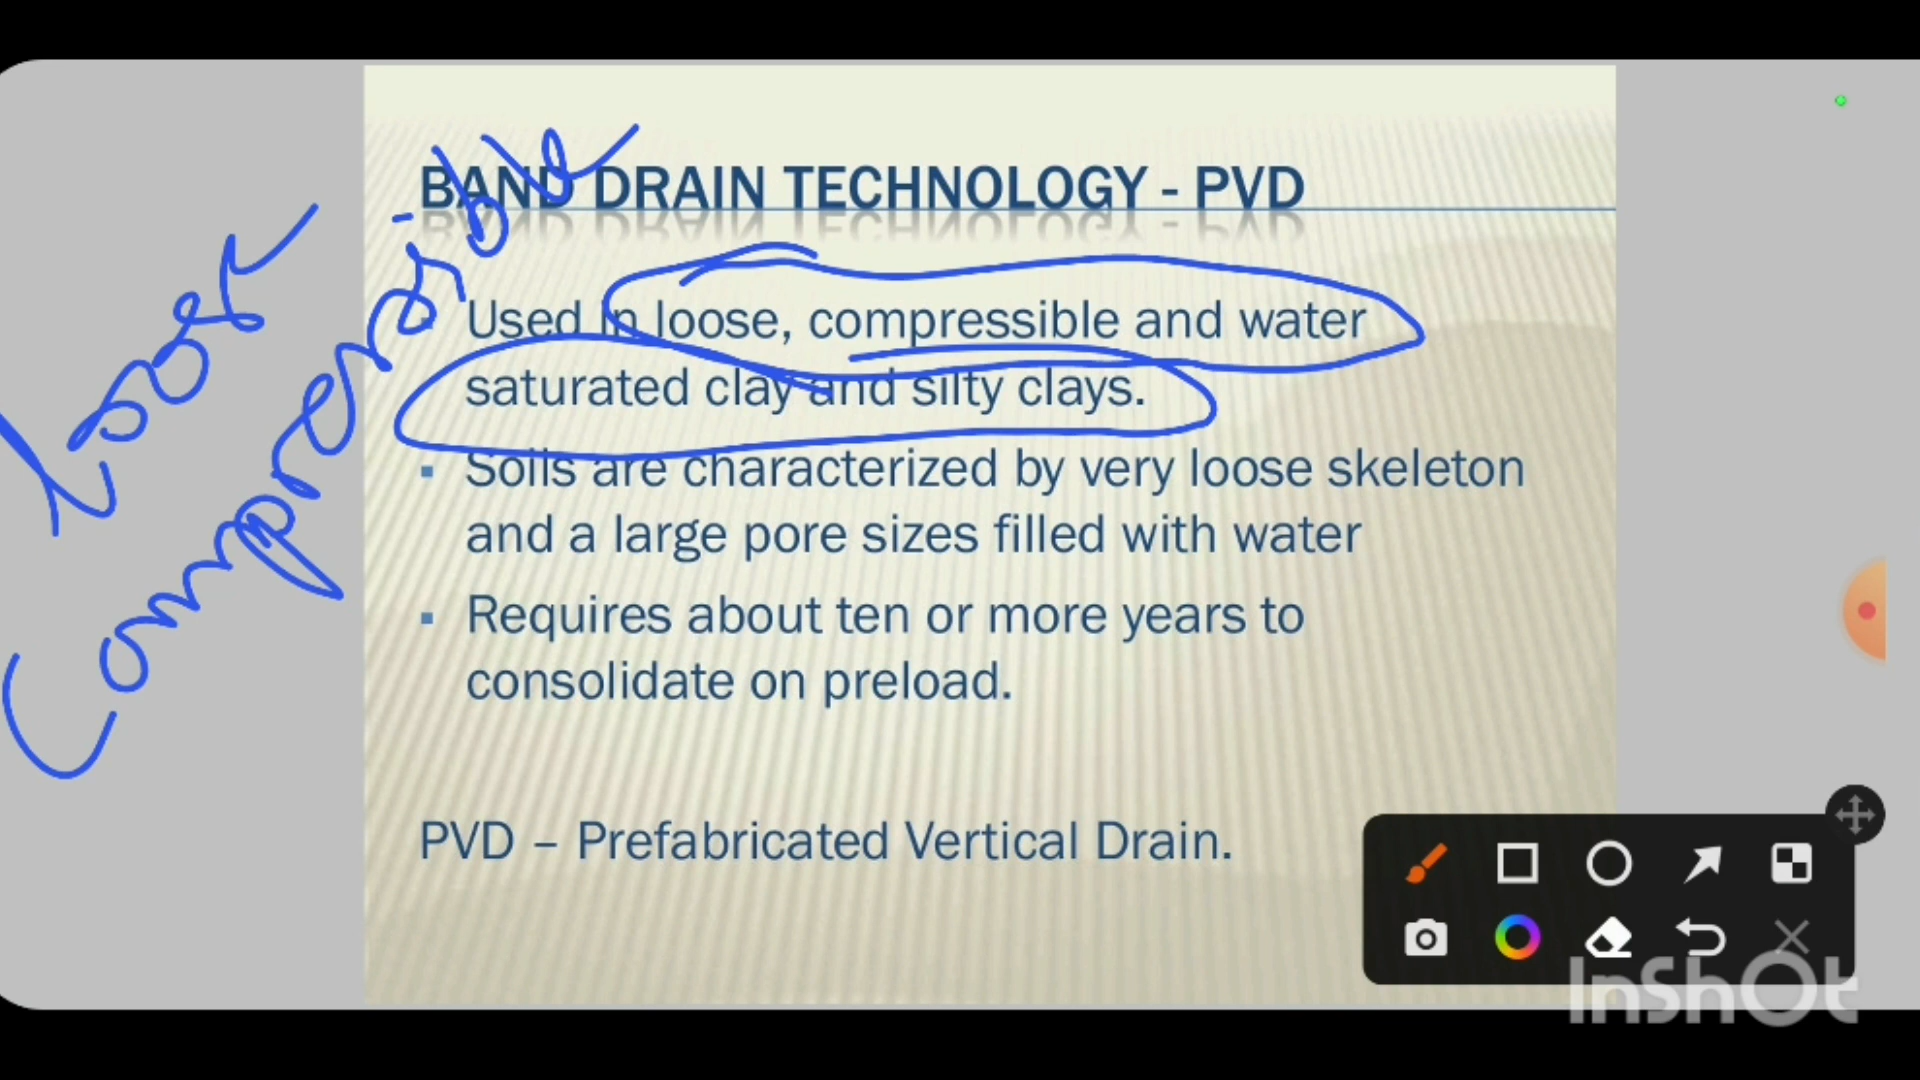 BAND DRAIN TECHNOLOGY - PVD
Used in loose, compressible and water
saturated clay and silty clays.
▪ Soils are characterized by very loose skeleton
and a large pore sizes filled with water
▪ Requires about ten or more years to
consolidate on preload.
PVD – Prefabricated Vertical Drain.
loose
Compressible
InShOt